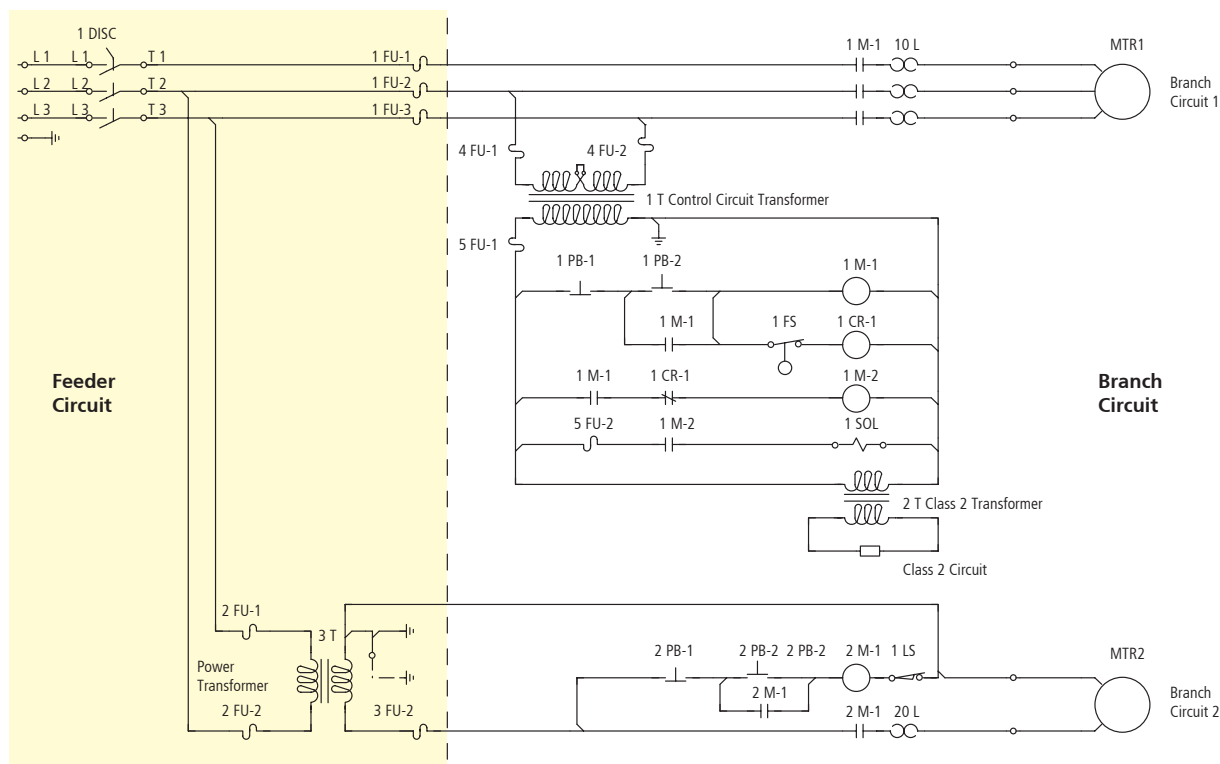 1 DISC
L 1 L 1 T 1 1 FU-1 1 M-1 10 L MTR1
L 2 L 2 T 2 1 FU-2
L 3 L 3 T 3 1 FU-3
Branch
Circuit 1
4 FU-1 4 FU-2
1 T Control Circuit Transformer
5 FU-1
1 PB-1 1 PB-2 1 M-1
1 M-1 1 FS 1 CR-1
Feeder
Circuit
Branch
Circuit
1 M-1 1 CR-1 1 M-2
5 FU-2 1 M-2 1 SOL
2 T Class 2 Transformer
Class 2 Circuit
2 FU-1
3 T
Power
Transformer
2 FU-2 3 FU-2
2 PB-1 2 PB-2 2 PB-2 2 M-1 1 LS MTR2
2 M-1
2 M-1 20 L
Branch
Circuit 2